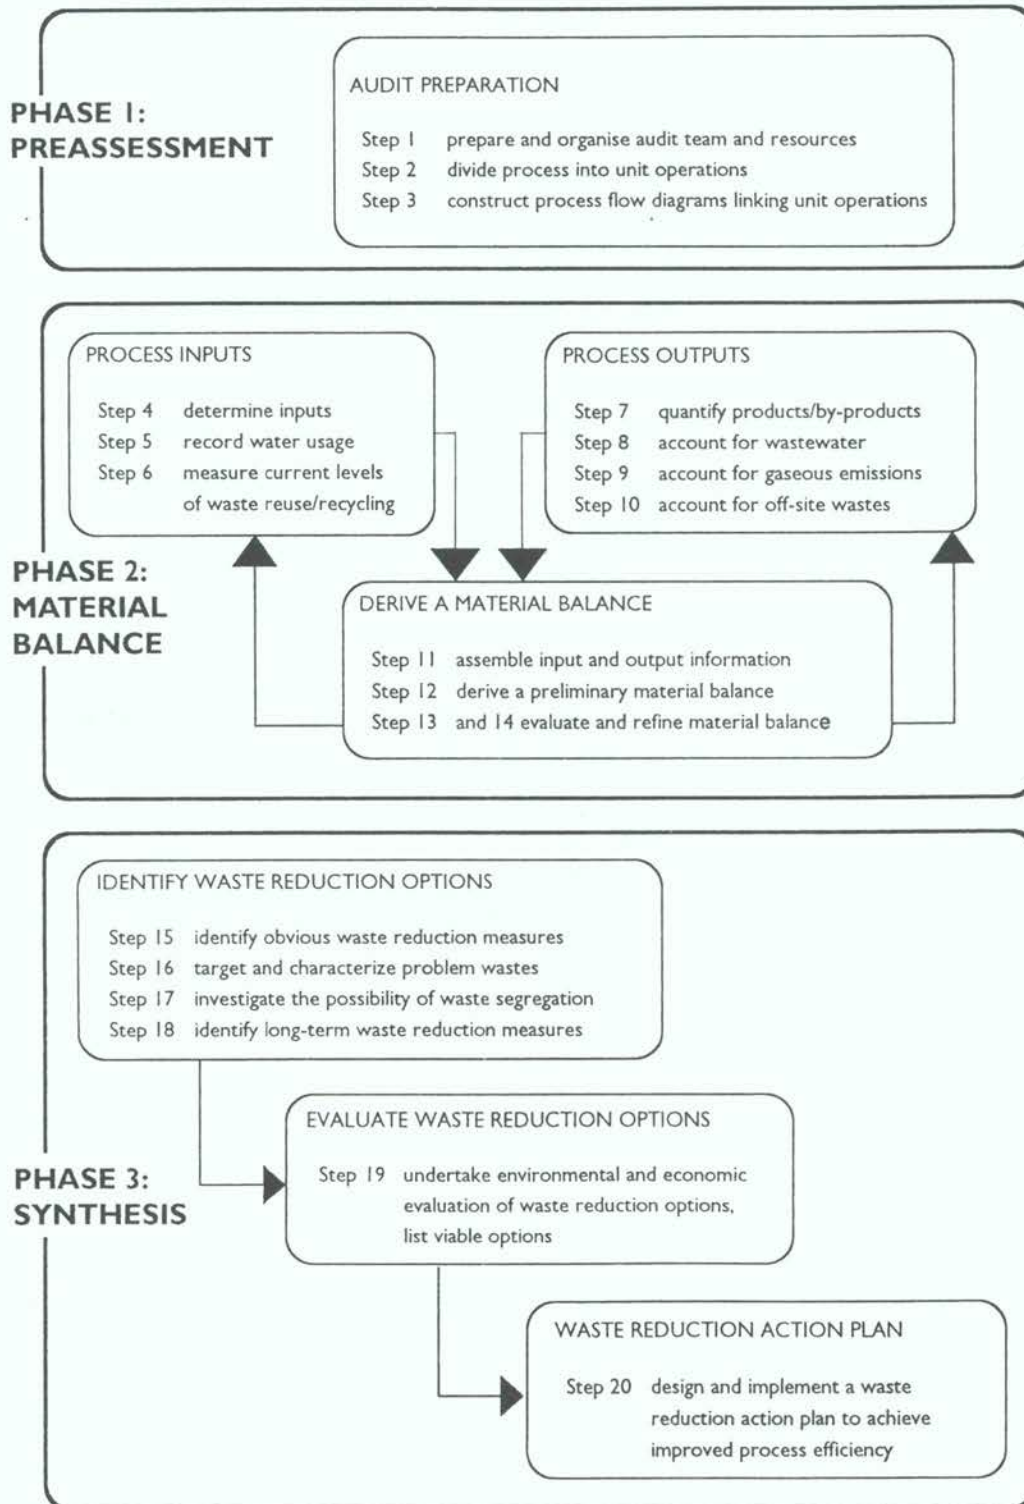 PHASE 1:
PREASSESSMENT
AUDIT PREPARATION
Step 1 prepare and organise audit team and resources
Step 2 divide process into unit operations
Step 3 construct process flow diagrams linking unit operations
PHASE 2:
MATERIAL
BALANCE
PROCESS INPUTS
Step 4 determine inputs
Step 5 record water usage
Step 6 measure current levels
of waste reuse/recycling
PROCESS OUTPUTS
Step 7 quantify products/by-products
Step 8 account for wastewater
Step 9 account for gaseous emissions
Step 10 account for off-site wastes
DERIVE A MATERIAL BALANCE
Step 11 assemble input and output information
Step 12 derive a preliminary material balance
Step 13 and 14 evaluate and refine material balance
PHASE 3:
SYNTHESIS
IDENTIFY WASTE REDUCTION OPTIONS
Step 15 identify obvious waste reduction measures
Step 16 target and characterize problem wastes
Step 17 investigate the possibility of waste segregation
Step 18 identify long-term waste reduction measures
EVALUATE WASTE REDUCTION OPTIONS
Step 19 undertake environmental and economic
evaluation of waste reduction options,
list viable options
WASTE REDUCTION ACTION PLAN
Step 20 design and implement a waste
reduction action plan to achieve
improved process efficiency